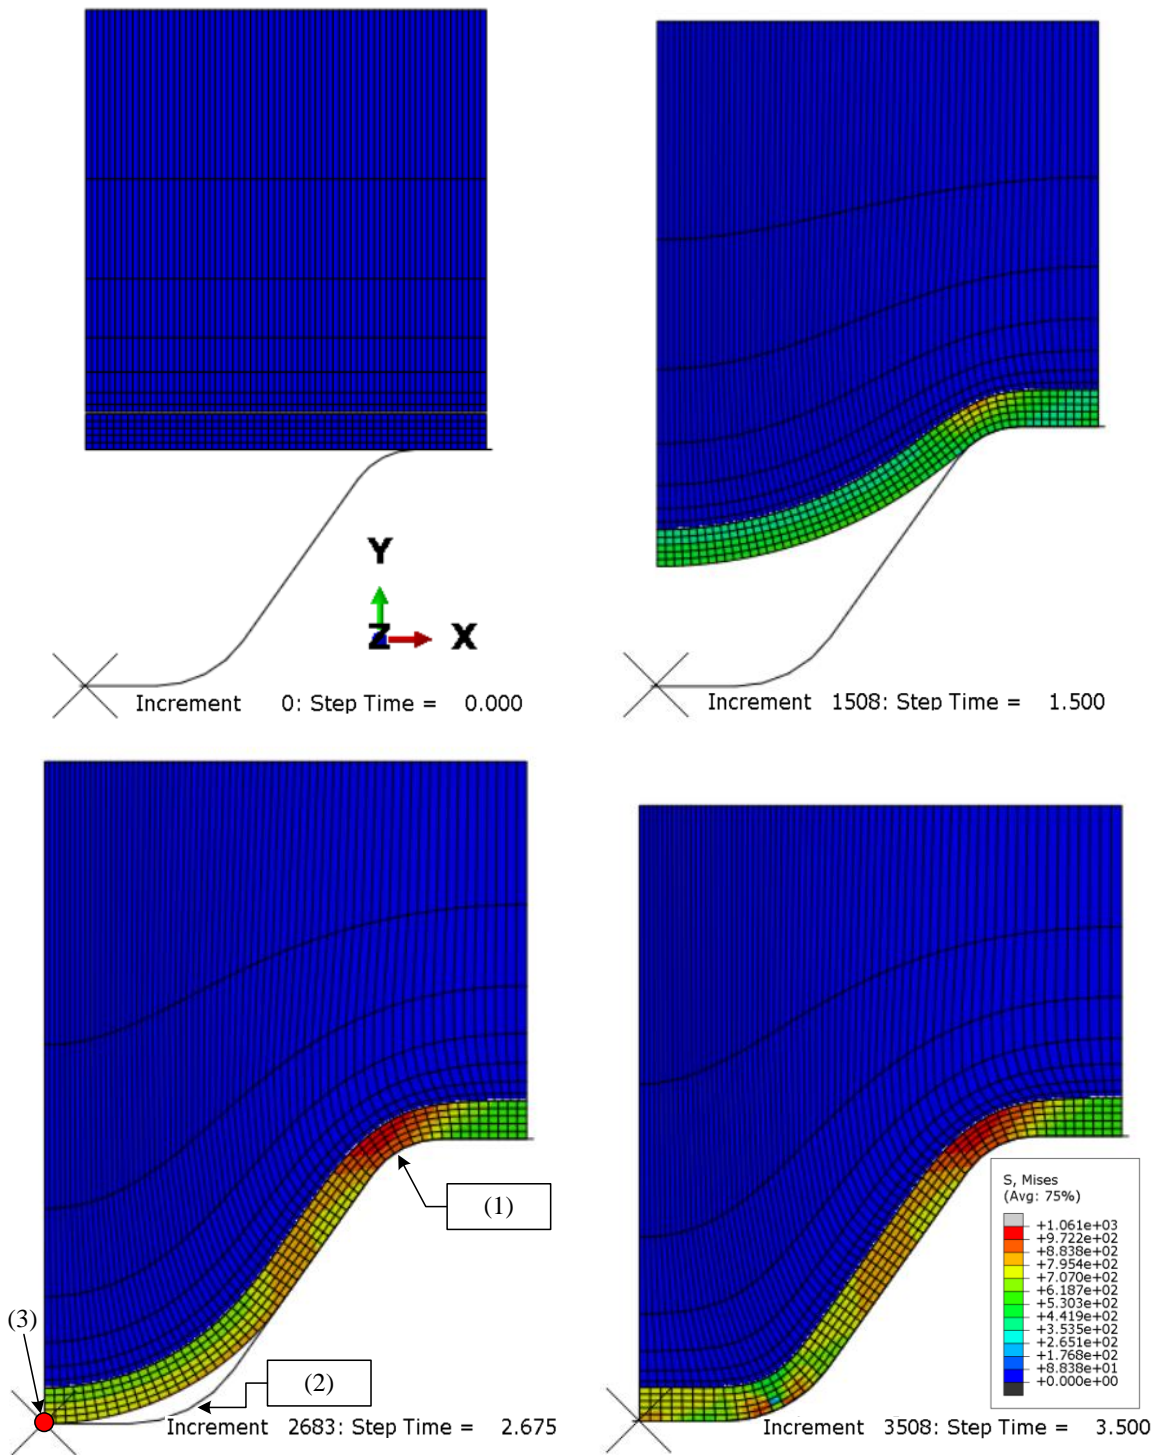 Y
Z X
Increment 0: Step Time = 0.000
Increment 1508: Step Time = 1.500
(1)
(2)
(3)
Increment 2683: Step Time = 2.675
S, Mises
(Avg: 75%)
+1.061e+03
+9.722e+02
+8.838e+02
+7.954e+02
+7.070e+02
+6.187e+02
+5.303e+02
+4.419e+02
+3.535e+02
+2.651e+02
+1.768e+02
+8.838e+01
+0.000e+00
Increment 3508: Step Time = 3.500